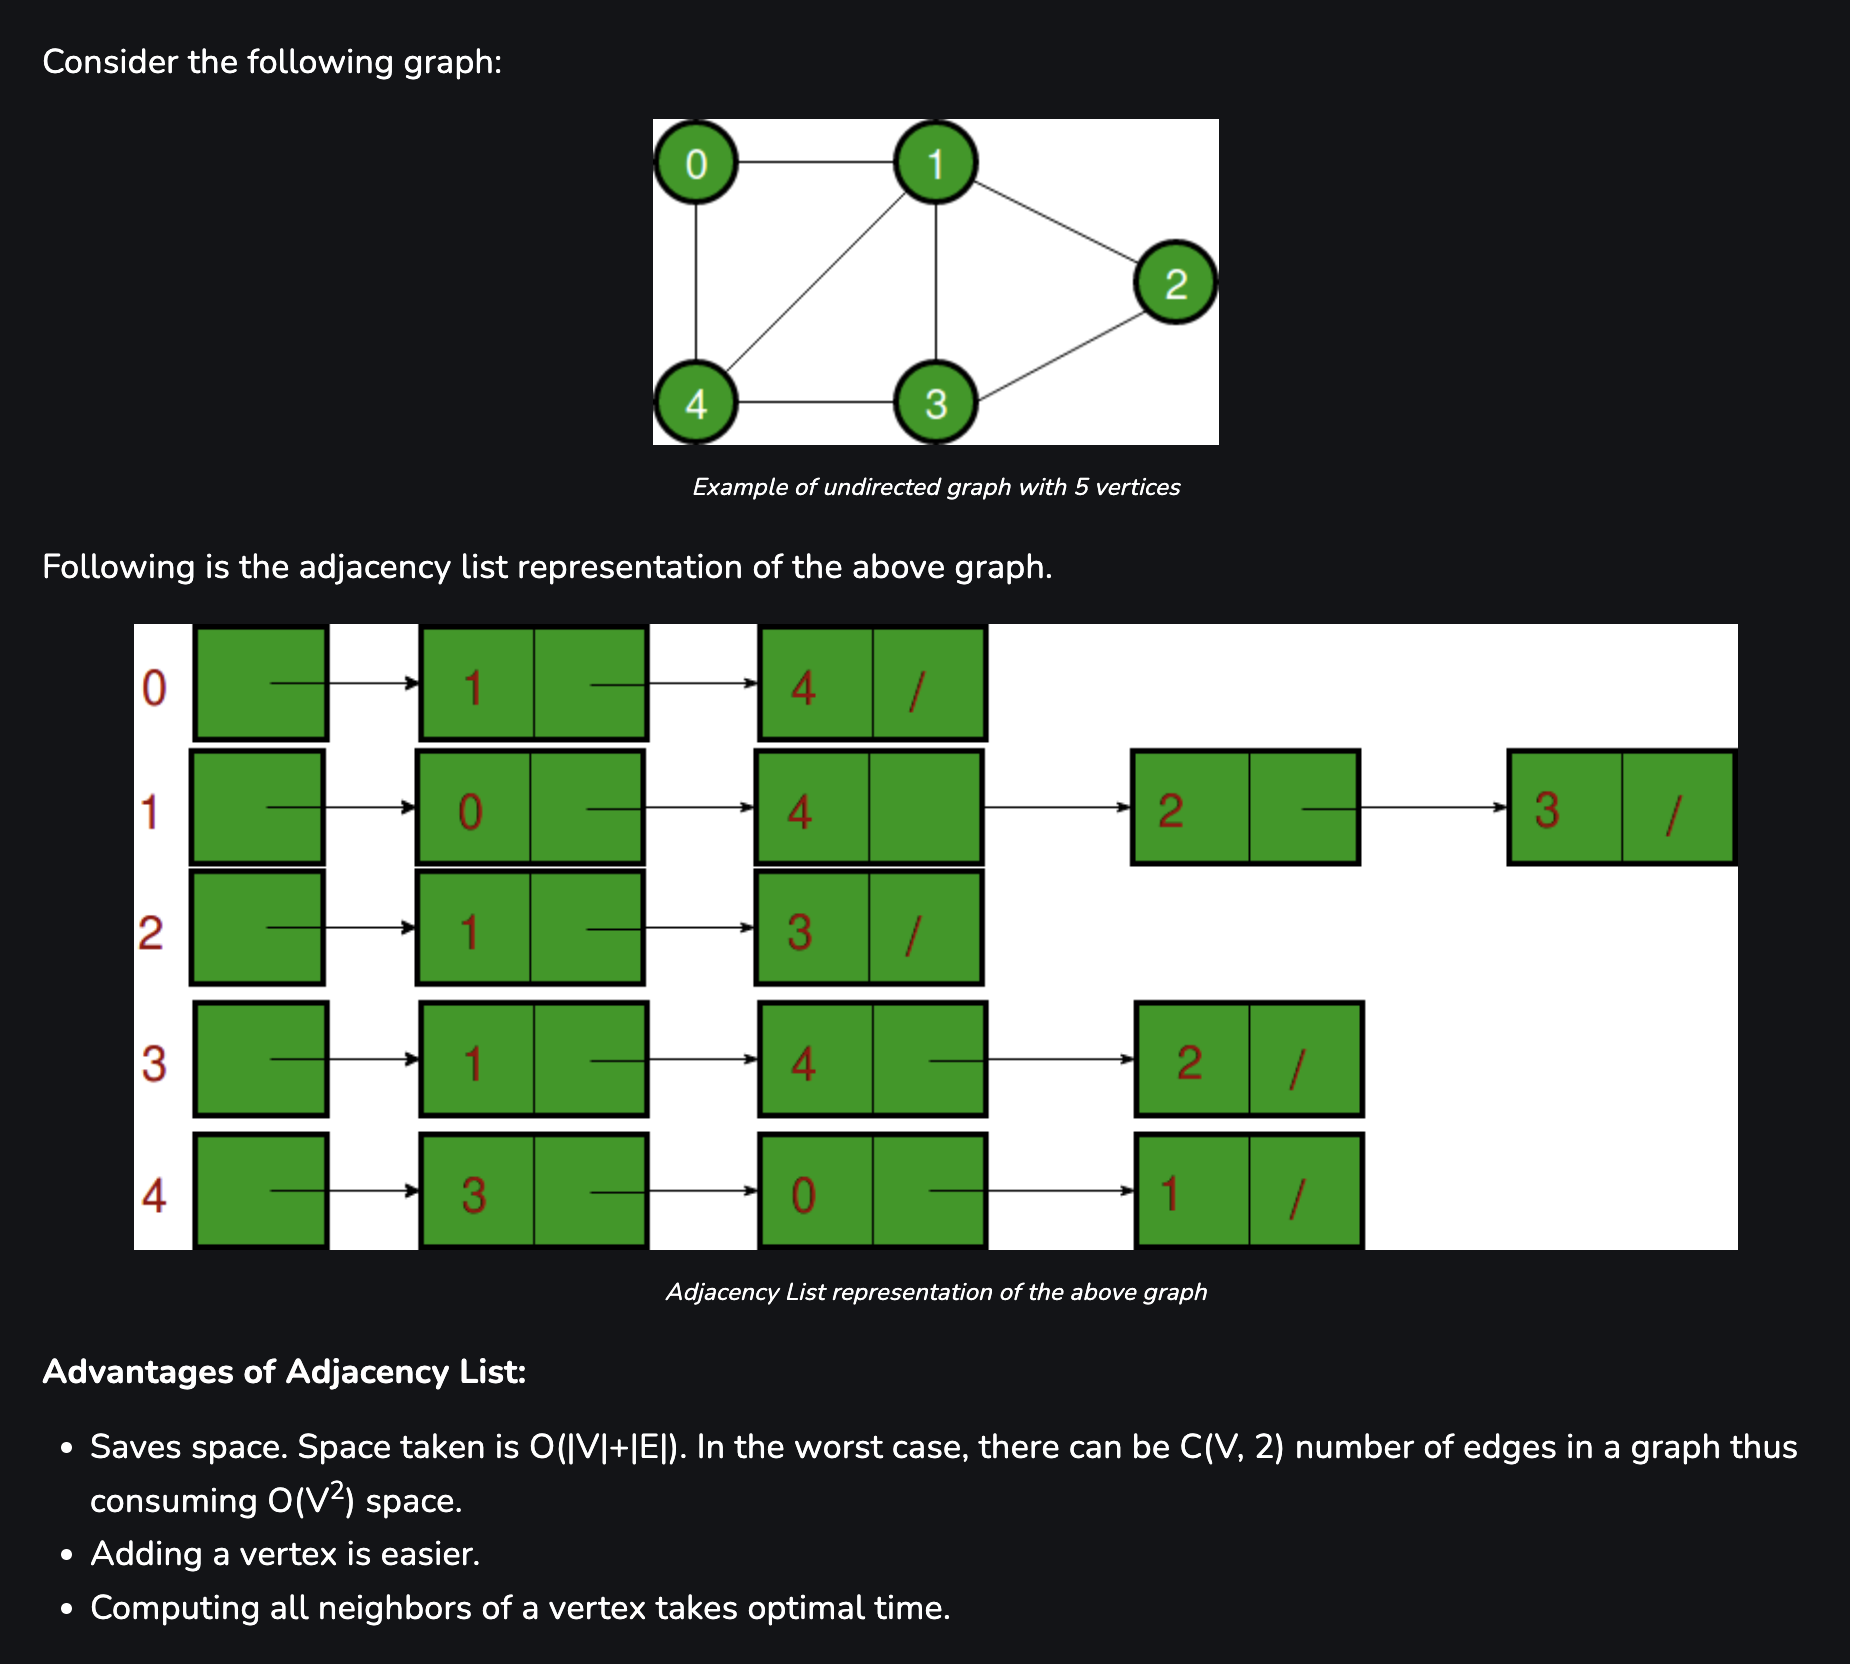 Consider the following graph:
0 1
2
4 3
Example of undirected graph with 5 vertices
Following is the adjacency list representation of the above graph.
0 1 4 /
1 0 4 2 3 /
2 1 3 /
3 1 4 2 /
4 3 0 1 /
Adjacency List representation of the above graph
Advantages of Adjacency List:
• Saves space. Space taken is O(|V|+|E|). In the worst case, there can be C(V, 2) number of edges in a graph thus
consuming O(V²) space.
• Adding a vertex is easier.
• Computing all neighbors of a vertex takes optimal time.